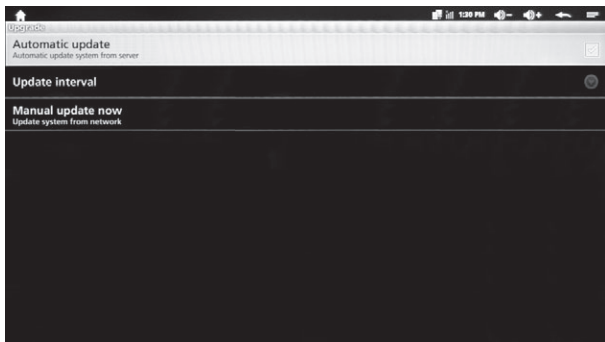 1:20 PM
Upgrade
Automatic update
Automatic update system from server
Update interval
Manual update now
Update system from network